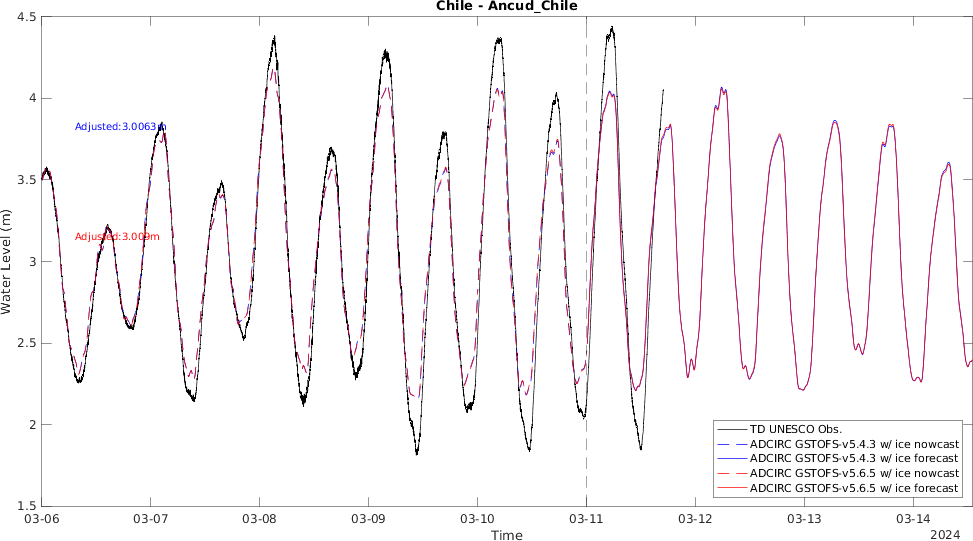 Chile - Ancud_Chile
4.5
4
3.5
3
2.5
2
1.5
Water Level (m)
Adjusted:3.0063m
Adjusted:3.009m
TD UNESCO Obs.
ADCIRC GSTOFS-v5.4.3 w/ ice nowcast
ADCIRC GSTOFS-v5.4.3 w/ ice forecast
ADCIRC GSTOFS-v5.6.5 w/ ice nowcast
ADCIRC GSTOFS-v5.6.5 w/ ice forecast
03-06 03-07 03-08 03-09 03-10 03-11 03-12 03-13 03-14
Time
2024